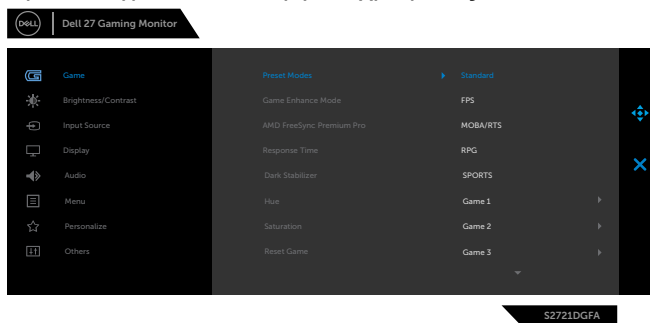 DELL
Dell 27 Gaming Monitor
Game Preset Modes Standard
Brightness/Contrast Game Enhance Mode FPS
Input Source AMD FreeSync Premium Pro MOBA/RTS
Display Response Time RPG
Audio Dark Stabilizer SPORTS
Menu Hue Game 1
Personalize Saturation Game 2
Others Reset Game Game 3
S2721DGFA